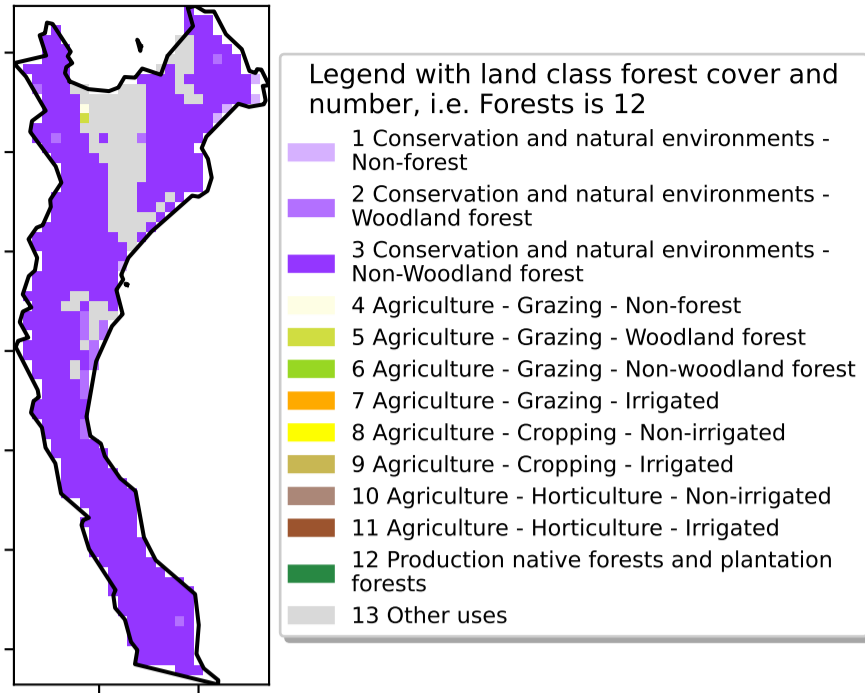 Legend with land class forest cover and
number, i.e. Forests is 12
1 Conservation and natural environments -
Non-forest
2 Conservation and natural environments -
Woodland forest
3 Conservation and natural environments -
Non-Woodland forest
4 Agriculture - Grazing - Non-forest
5 Agriculture - Grazing - Woodland forest
6 Agriculture - Grazing - Non-woodland forest
7 Agriculture - Grazing - Irrigated
8 Agriculture - Cropping - Non-irrigated
9 Agriculture - Cropping - Irrigated
10 Agriculture - Horticulture - Non-irrigated
11 Agriculture - Horticulture - Irrigated
12 Production native forests and plantation
forests
13 Other uses